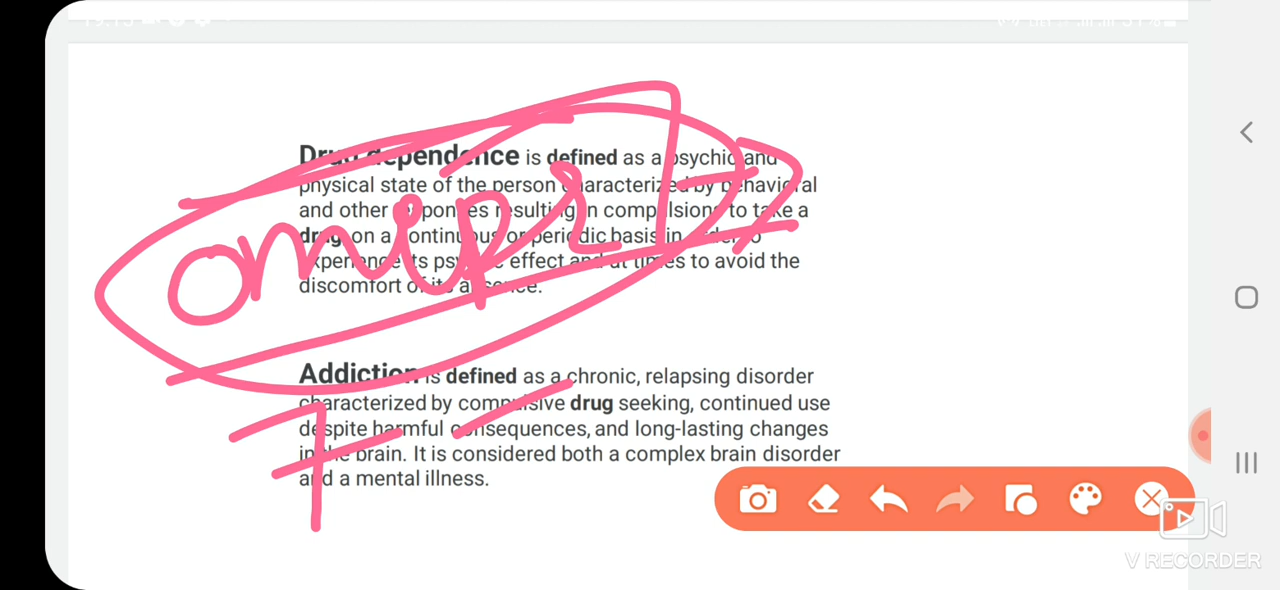 Drug dependence is defined as a psychic and
physical state of the person characterized by behavioral
and other responses resulting in compulsions to take a
drug on a continuous or periodic basis in order to
experience its psychic effect and at times to avoid the
discomfort of its absence.
Addiction is defined as a chronic, relapsing disorder
characterized by compulsive drug seeking, continued use
despite harmful consequences, and long-lasting changes
in the brain. It is considered both a complex brain disorder
and a mental illness.
V RECORDER